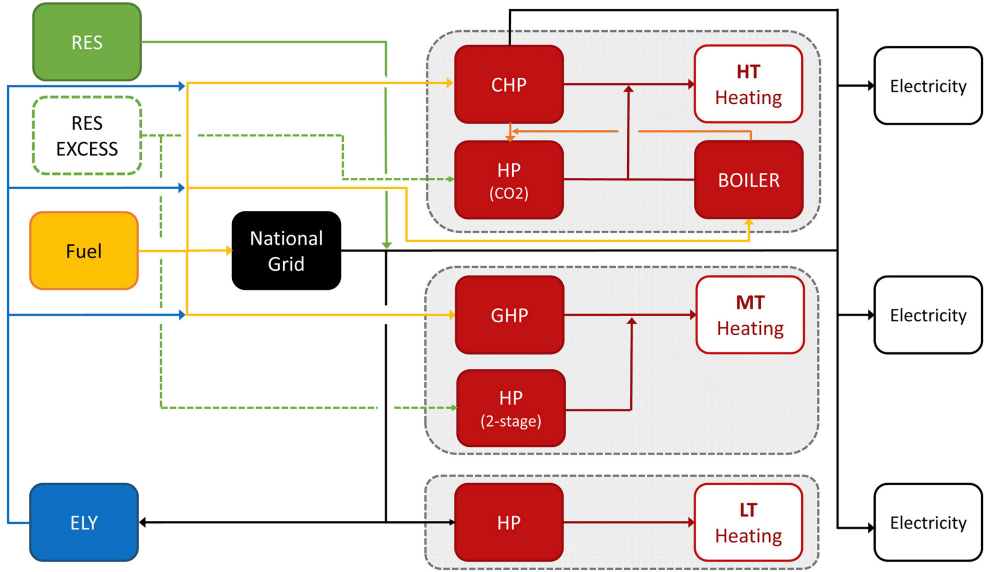 RES
RES
EXCESS
Fuel
National
Grid
ELY
CHP
HT
Heating
HP
(CO2)
BOILER
GHP
MT
Heating
HP
(2-stage)
HP
LT
Heating
Electricity
Electricity
Electricity